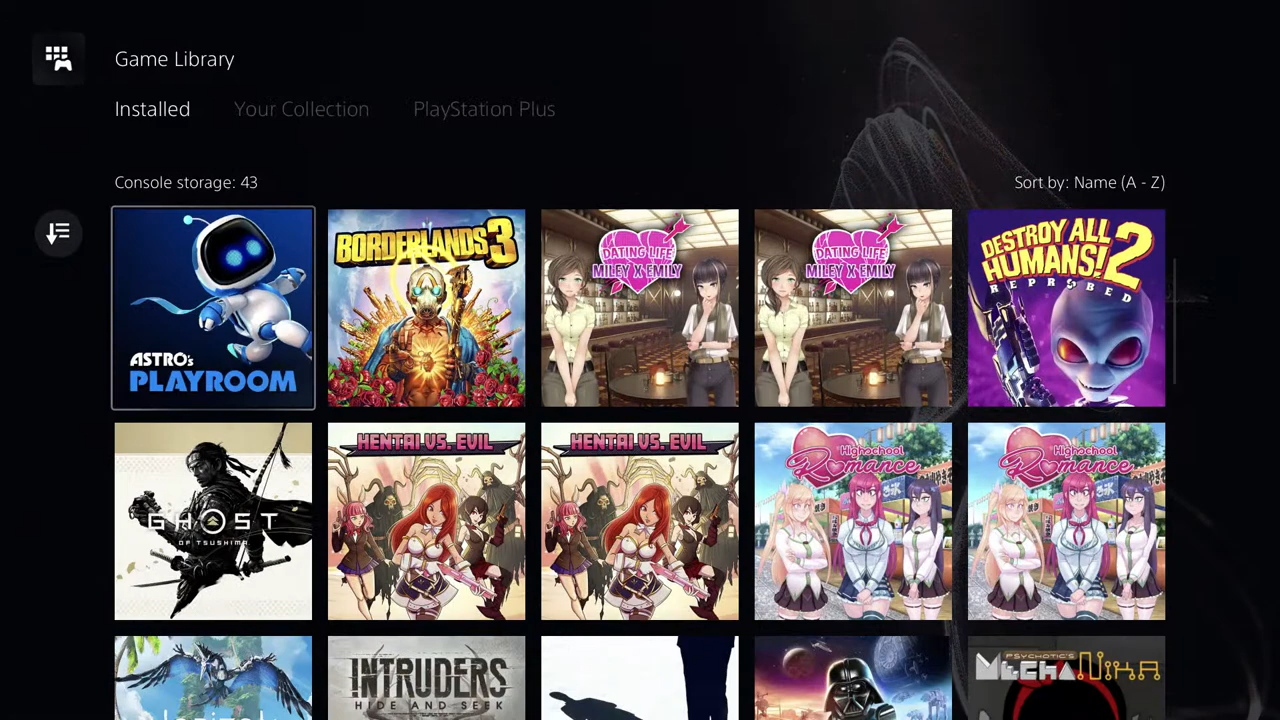 Game Library
Installed
Your Collection
PlayStation Plus
Console storage: 43
Sort by: Name (A - Z)
ASTRO's
PLAYROOM
BORDERLANDS 3
DATING LIFE
MILEY X EMILY
DATING LIFE
MILEY X EMILY
DESTROY ALL
HUMANS! 2
REPROBED
GHOST
OF TSUSHIMA
HENTAI VS. EVIL
HENTAI VS. EVIL
Highschool
Romance
Highschool
Romance
INTRUDERS
HIDE AND SEEK
PSYCHOTIC'S
MECHANIKA